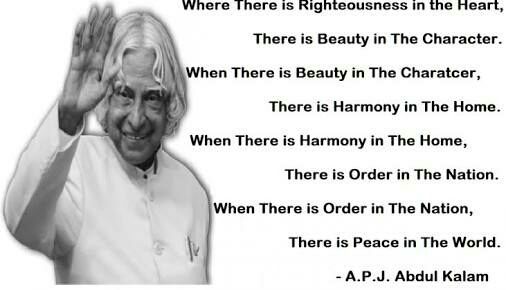 Where There is Righteousness in the Heart,
There is Beauty in The Character.
When There is Beauty in The Charatcer,
There is Harmony in The Home.
When There is Harmony in The Home,
There is Order in The Nation.
When There is Order in The Nation,
There is Peace in The World.
- A.P.J. Abdul Kalam